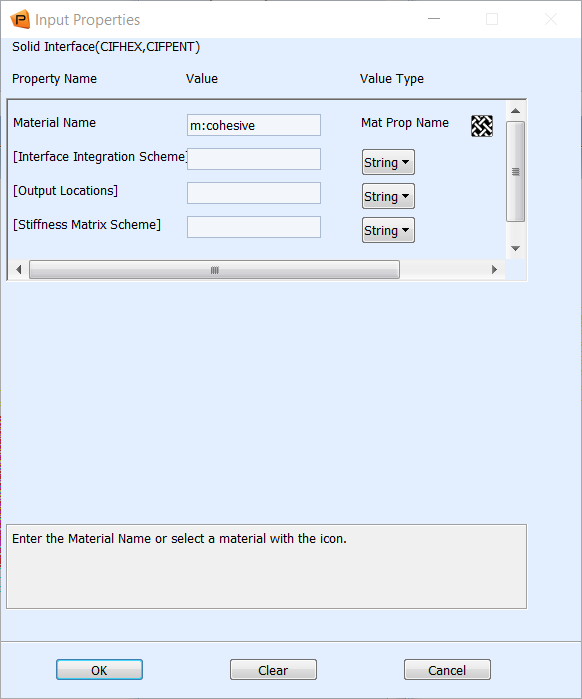 Input Properties
Solid Interface(CIFHEX,CIFPENT)
Property Name Value Value Type
Material Name m:cohesive Mat Prop Name
[Interface Integration Scheme] String
[Output Locations] String
[Stiffness Matrix Scheme] String
Enter the Material Name or select a material with the icon.
OK Clear Cancel